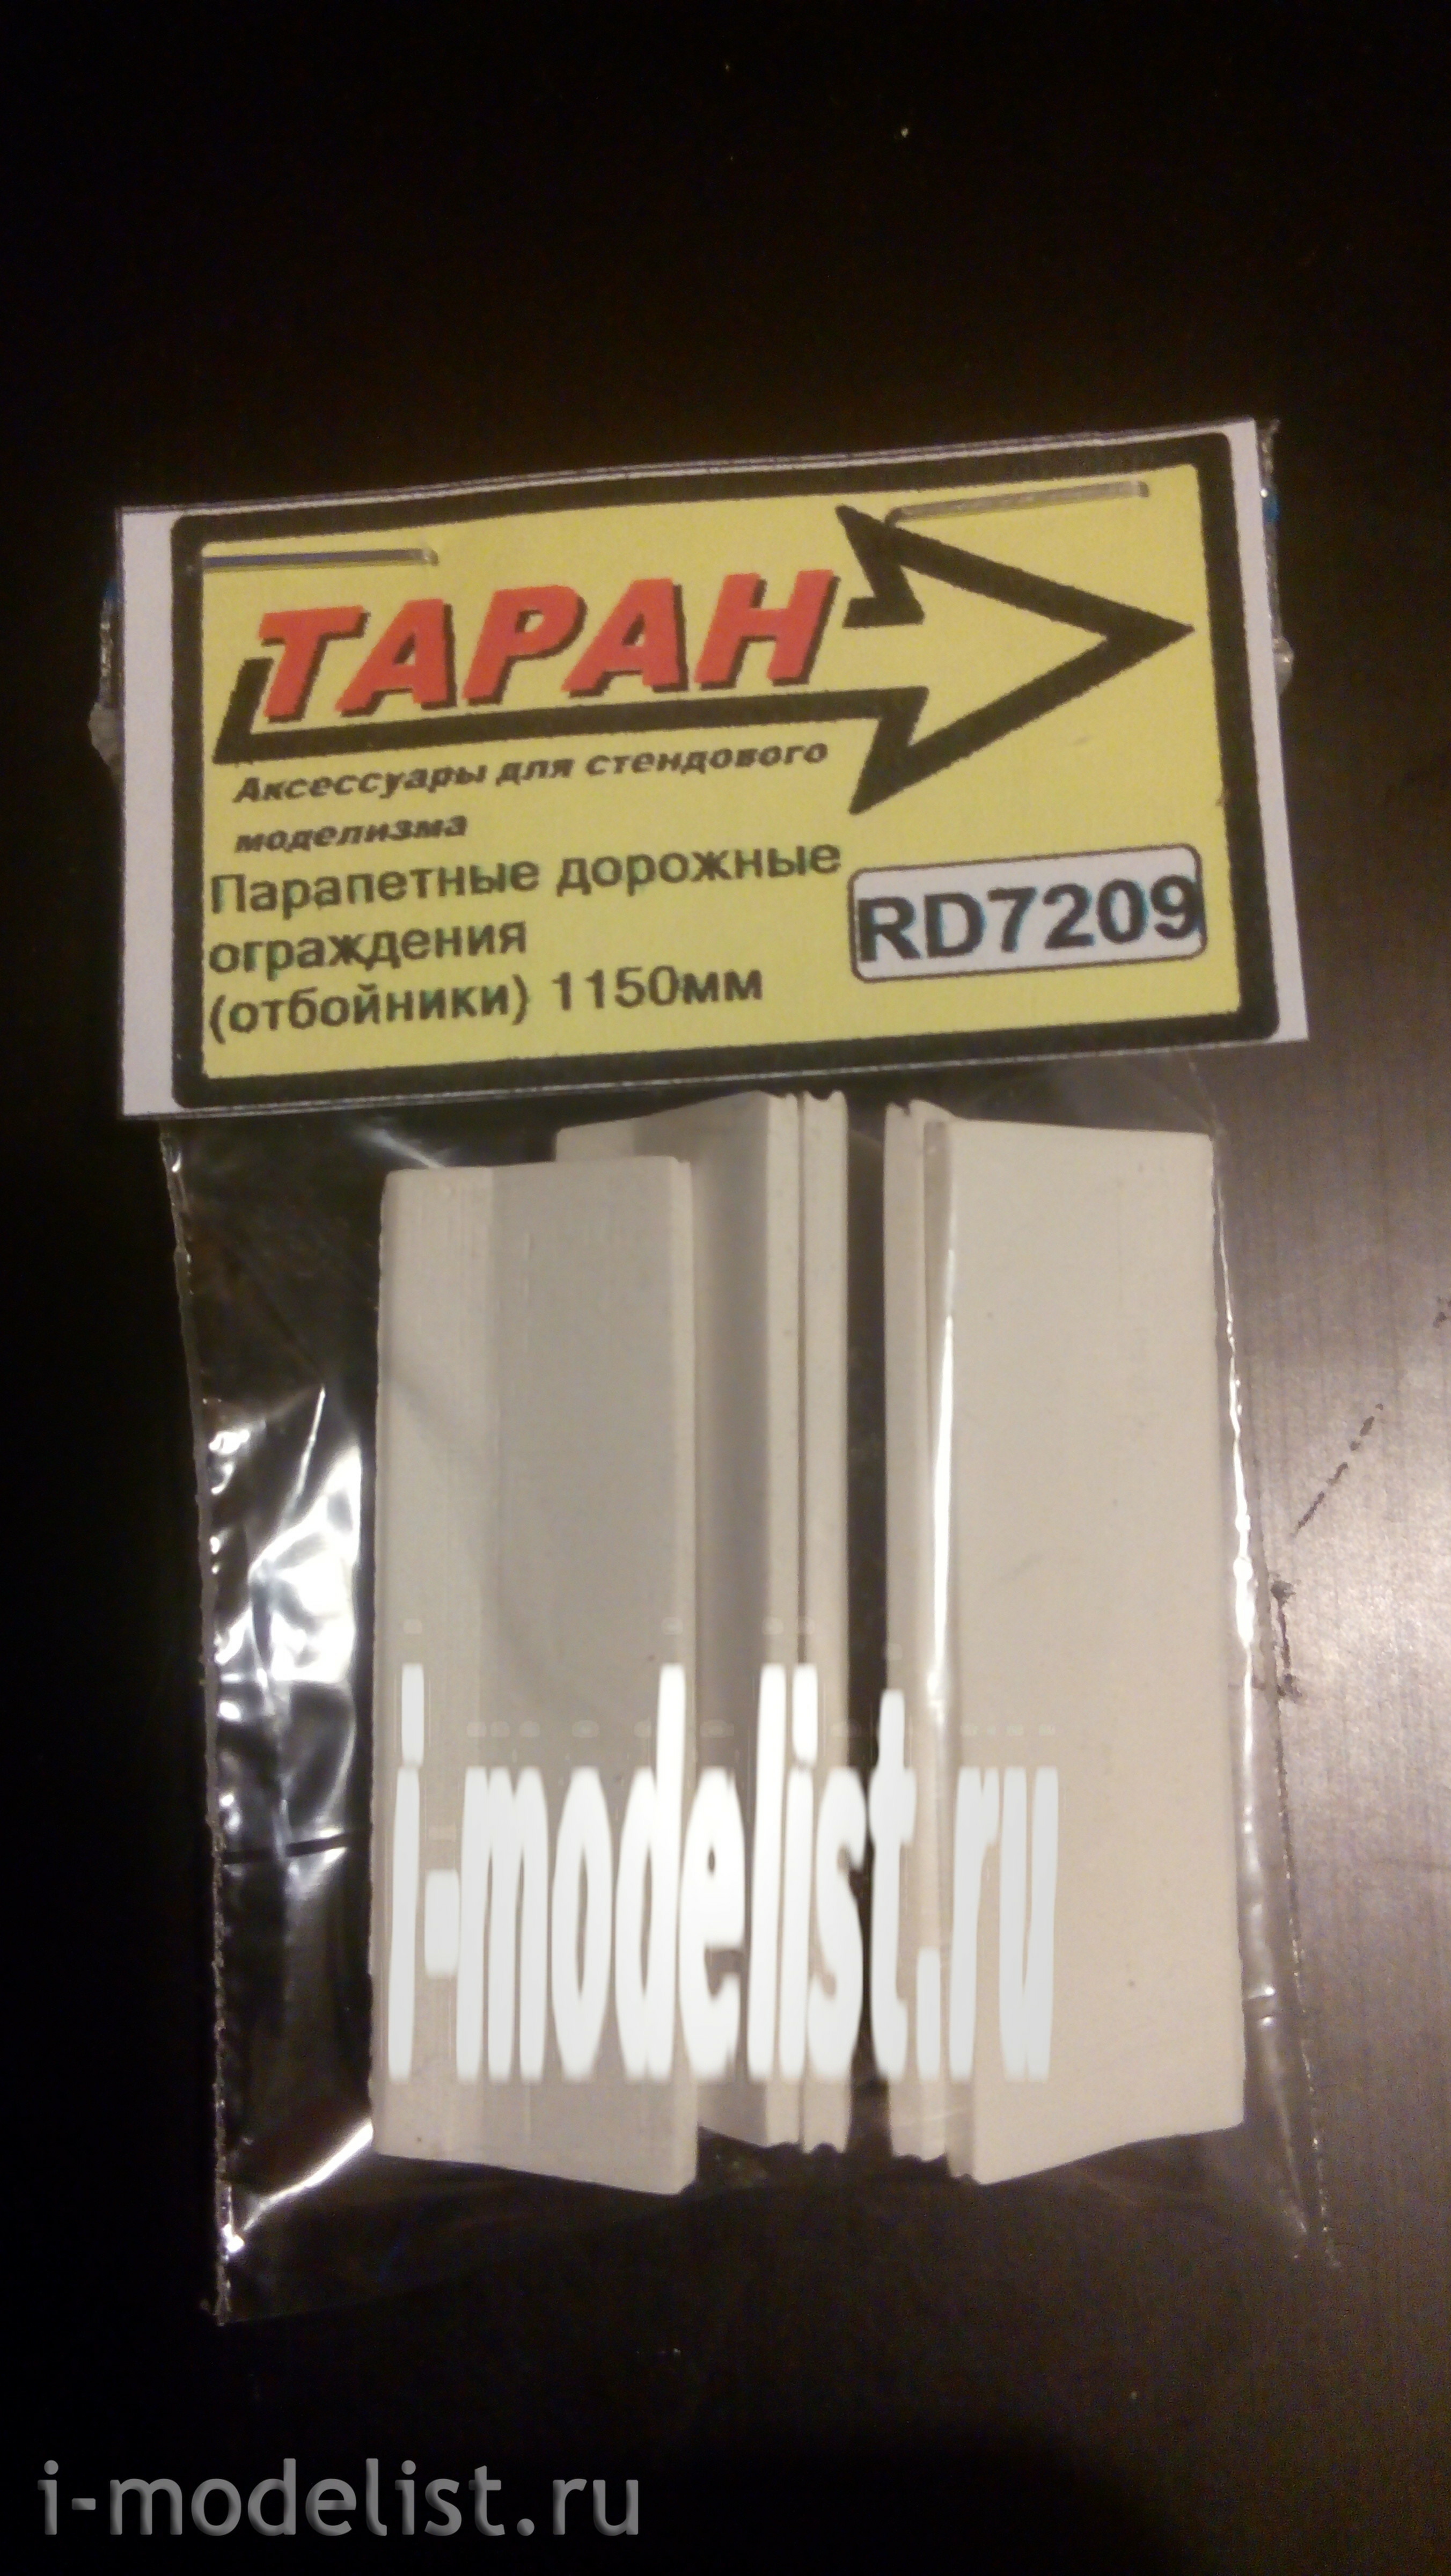 ТАРАН
Аксессуары для стендового
моделизма
Парапетные дорожные
ограждения
(отбойники) 1150мм
RD7209
i-modelist.ru
i-modelist.ru